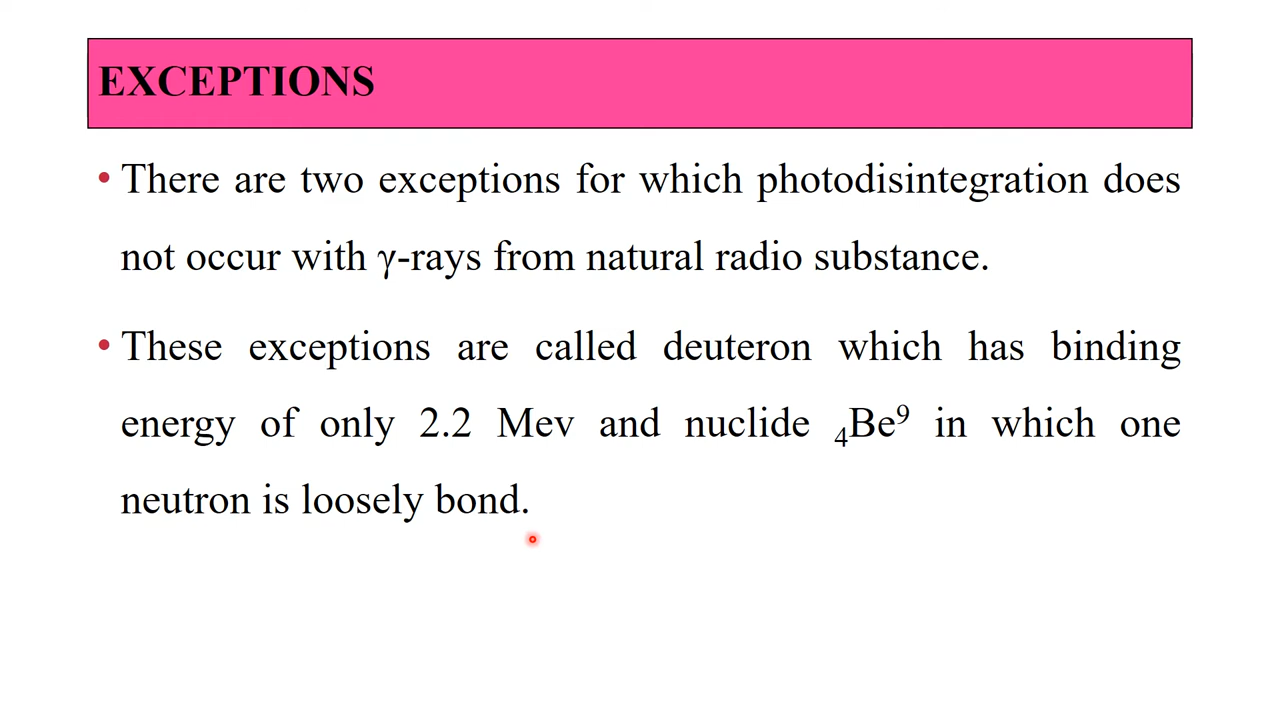 EXCEPTIONS
• There are two exceptions for which photodisintegration does
not occur with γ-rays from natural radio substance.
• These exceptions are called deuteron which has binding
energy of only 2.2 Mev and nuclide ₄Be⁹ in which one
neutron is loosely bond.